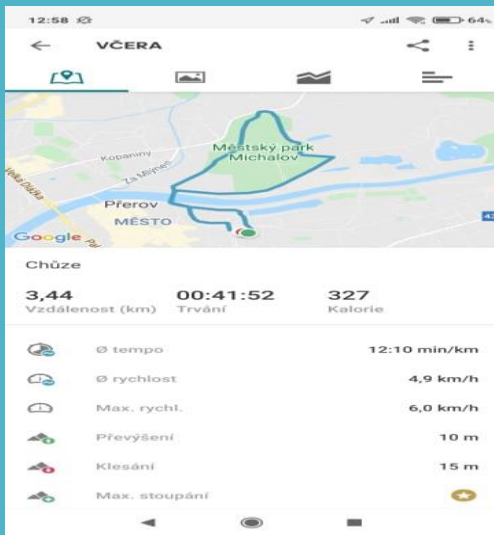 12:58 64%
VČERA
Městský park
Michalov
Kopaniny
Za Mlýnem
Velká Dlážka
Přerov
MĚSTO
Google
Chůze
3,44 00:41:52 327
Vzdálenost (km) Trvání Kalorie
Ø tempo 12:10 min/km
Ø rychlost 4,9 km/h
Max. rychl. 6,0 km/h
Převýšení 10 m
Klesání 15 m
Max. stoupání